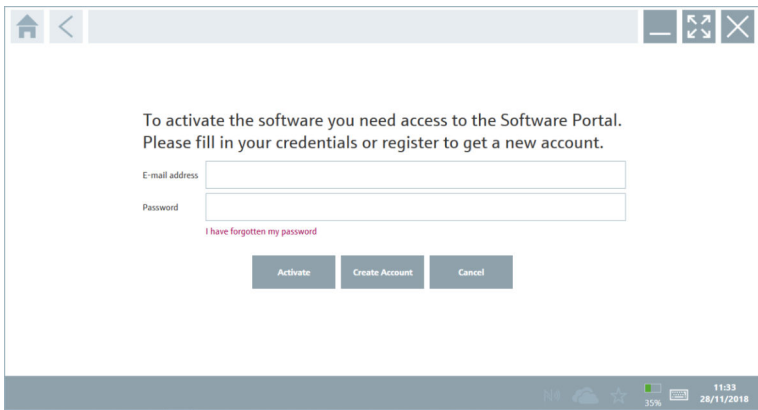 To activate the software you need access to the Software Portal.
Please fill in your credentials or register to get a new account.
E-mail address
Password
I have forgotten my password
Activate
Create Account
Cancel
35%
11:33
28/11/2018